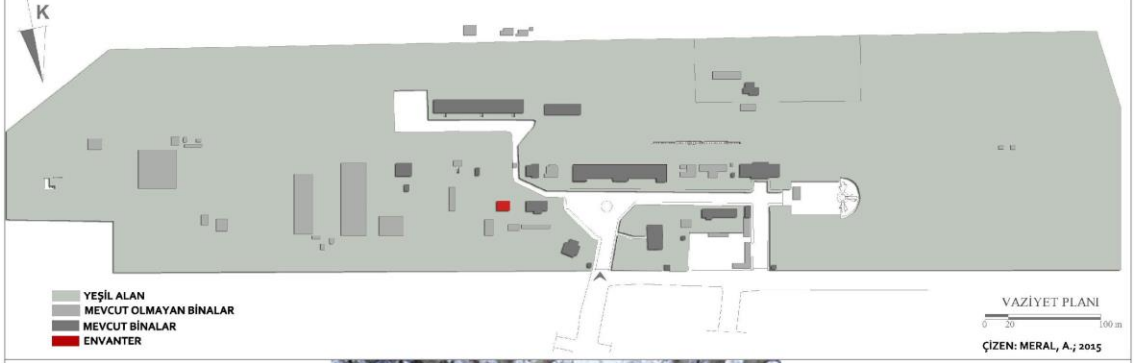 K
YEŞİL ALAN
MEVCUT OLMAYAN BİNALAR
MEVCUT BİNALAR
ENVANTER
VAZİYET PLANI
0 20 100 m
ÇİZEN: MERAL, A.; 2015